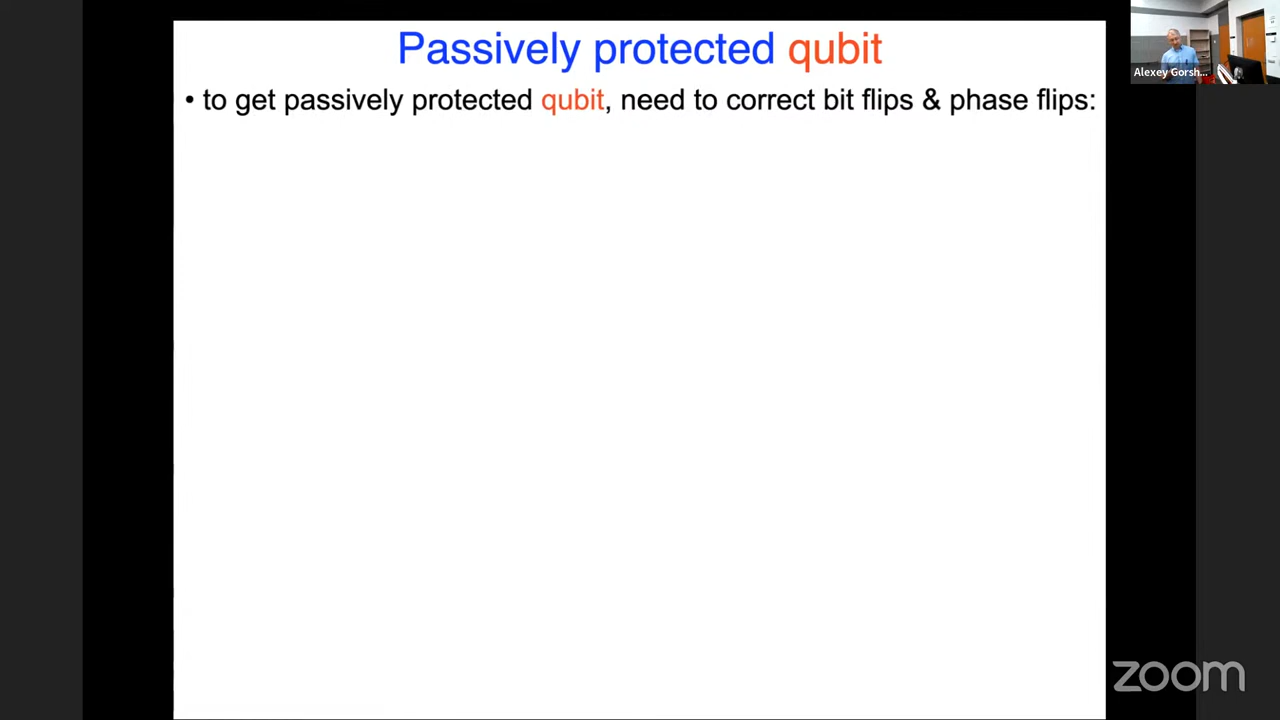 Passively protected qubit
• to get passively protected qubit, need to correct bit flips & phase flips:
Alexey Gorsh...
zoom